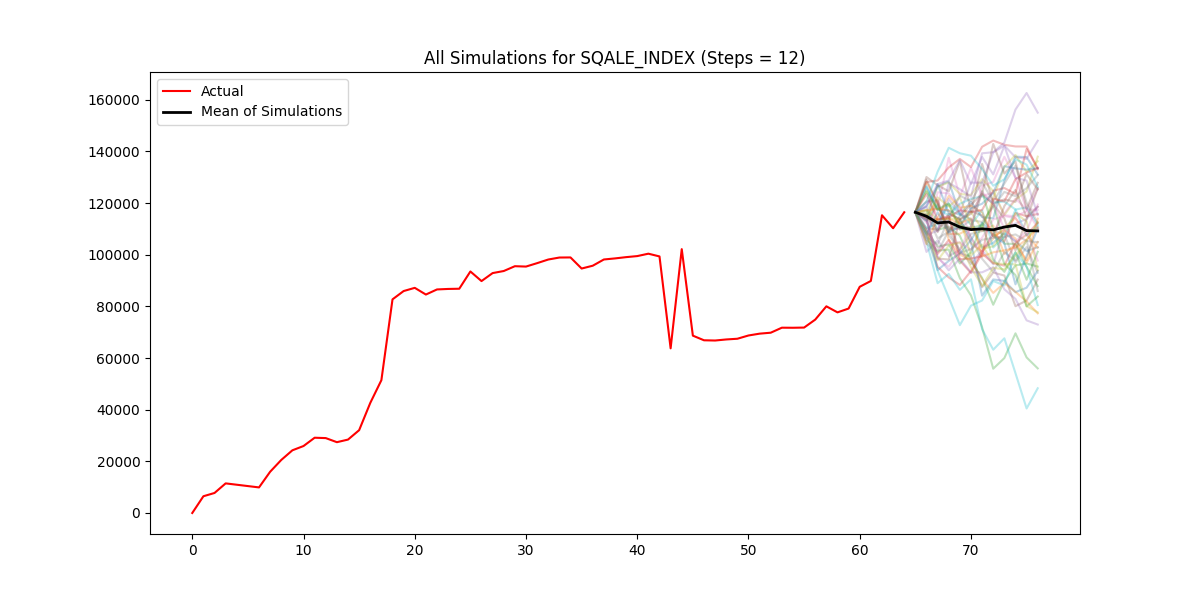 All Simulations for SQALE_INDEX (Steps = 12)
Actual
Mean of Simulations
160000
140000
120000
100000
80000
60000
40000
20000
0
0 10 20 30 40 50 60 70